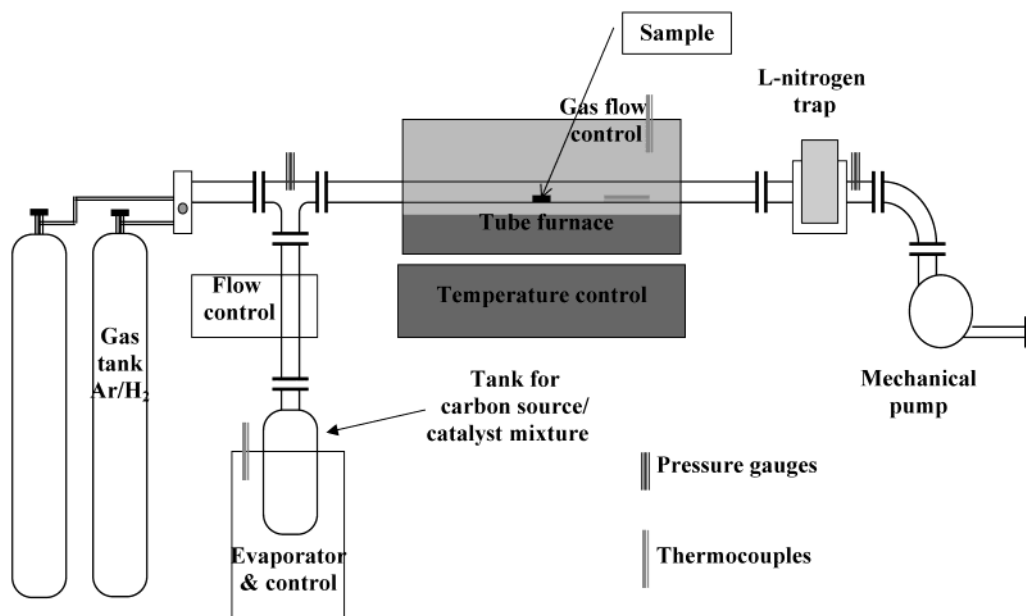 Sample
L-nitrogen
trap
Gas flow
control
Tube furnace
Flow
control
Temperature control
Gas
tank
Ar/H₂
Tank for
carbon source/
catalyst mixture
Mechanical
pump
Pressure gauges
Evaporator
& control
Thermocouples